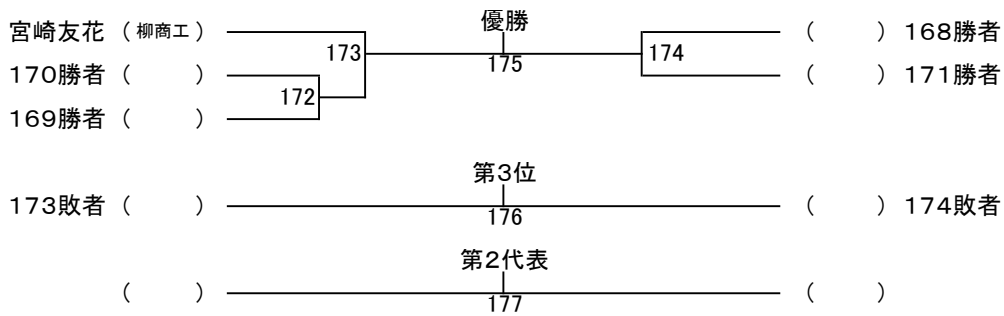 優勝
宮崎友花 (柳商工) 173 175 174 ( ) 168勝者
170勝者 ( ) 172 ( ) 171勝者
169勝者 ( )
第3位
173敗者 ( ) 176 ( ) 174敗者
第2代表
( ) 177 ( )